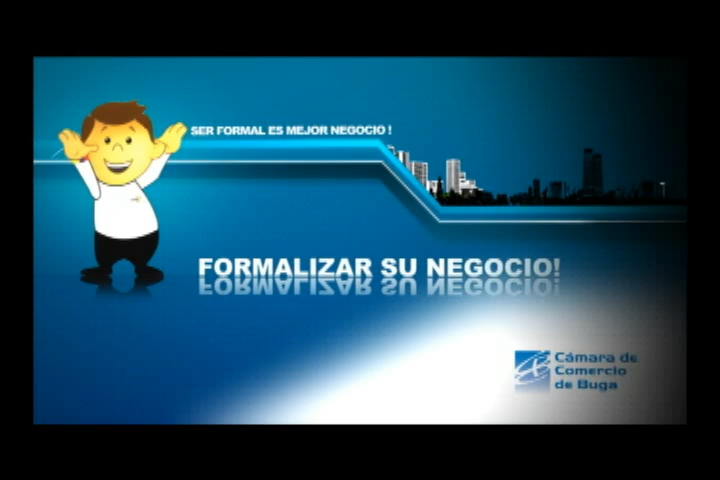 SER FORMAL ES MEJOR NEGOCIO !
FORMALIZAR SU NEGOCIO!
Cámara de
Comercio
de Buga